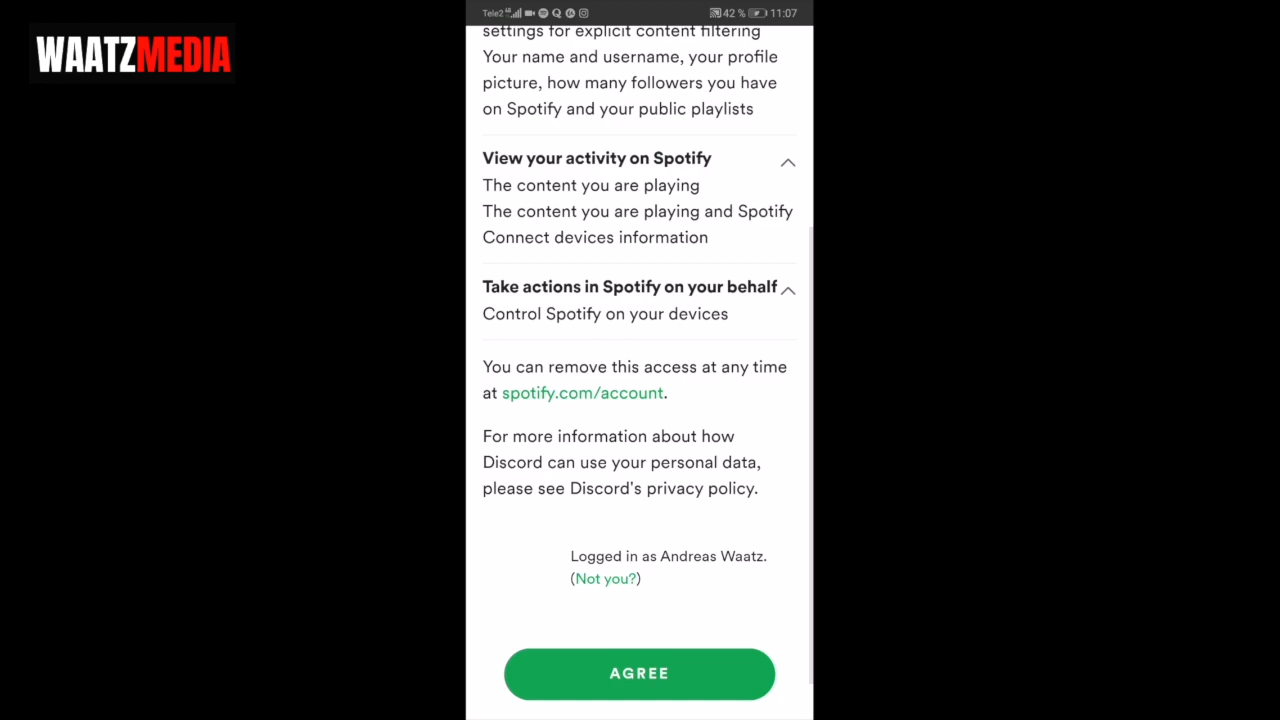 WAATZMEDIA
Tele2 42 % 11:07
settings for explicit content filtering
Your name and username, your profile
picture, how many followers you have
on Spotify and your public playlists
View your activity on Spotify
The content you are playing
The content you are playing and Spotify
Connect devices information
Take actions in Spotify on your behalf
Control Spotify on your devices
You can remove this access at any time
at spotify.com/account.
For more information about how
Discord can use your personal data,
please see Discord's privacy policy.
Logged in as Andreas Waatz.
(Not you?)
AGREE